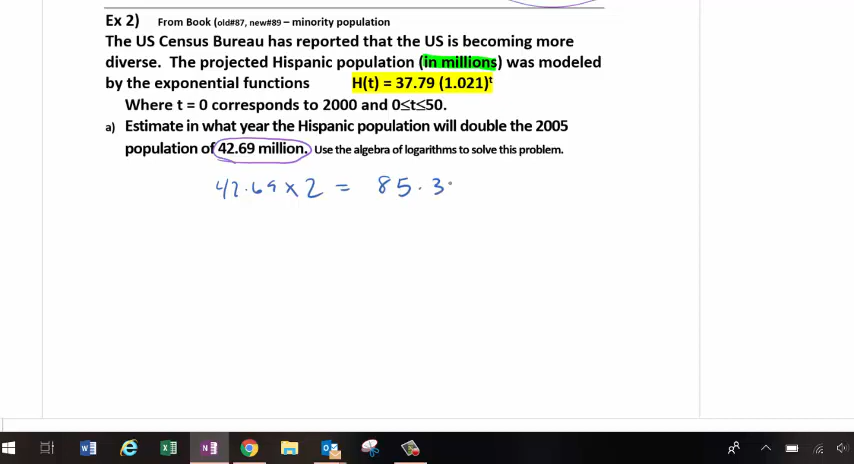 Ex 2) From Book (old#87, new#89 – minority population
The US Census Bureau has reported that the US is becoming more
diverse. The projected Hispanic population (in millions) was modeled
by the exponential functions H(t) = 37.79 (1.021)ᵗ
Where t = 0 corresponds to 2000 and 0≤t≤50.
a) Estimate in what year the Hispanic population will double the 2005
population of 42.69 million. Use the algebra of logarithms to solve this problem.
42.69 × 2 = 85.3